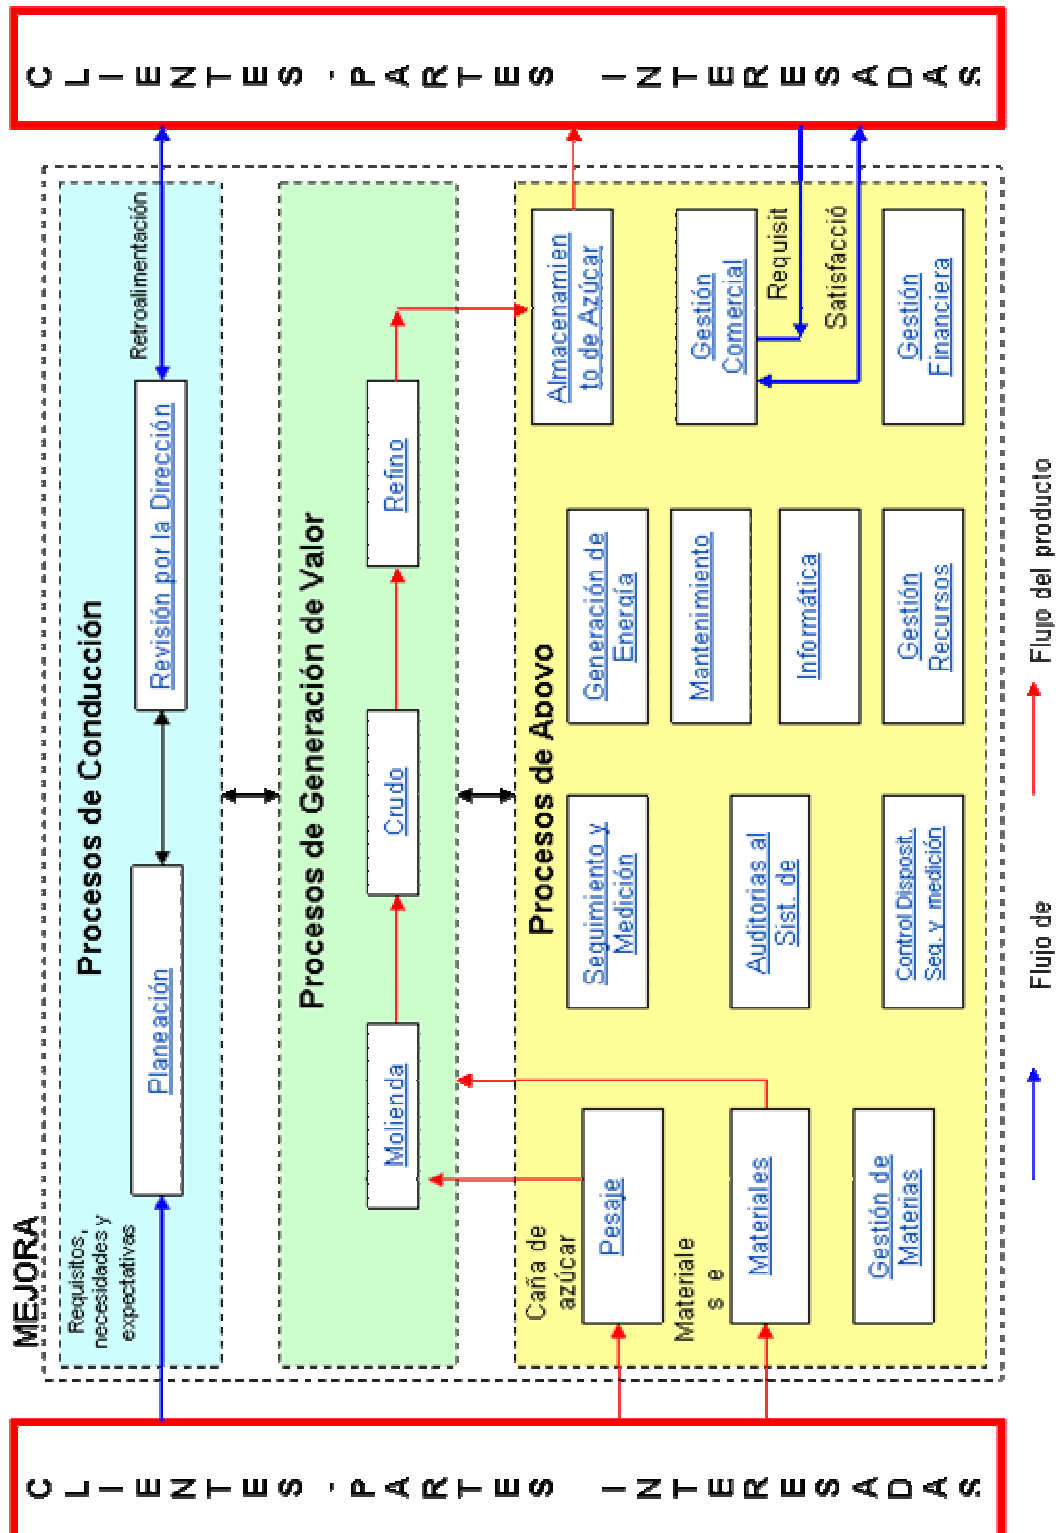 CLIENTES - PARTES INTERESADAS
MEJORA
Requisitos,
necesidades y
expectativas
Procesos de Conducción
Planeación
Revisión por la Dirección
Retroalimentación
Procesos de Generación de Valor
Molienda
Crudo
Refino
Procesos de Apovo
Caña de
azúcar
Pesaje
Materiale
s e
Materiales
Gestión de
Materias
Seguimiento y
Medición
Auditorias al
Sist. de
Control Disposit.
Seg. y medición
Generación de
Energía
Mantenimiento
Informática
Gestión
Recursos
Almacenamien
to de Azúcar
Gestión
Comercial
Requisit
Satisfacció
Gestión
Financiera
CLIENTES - PARTES INTERESADAS
Flujo de
Flujo del producto